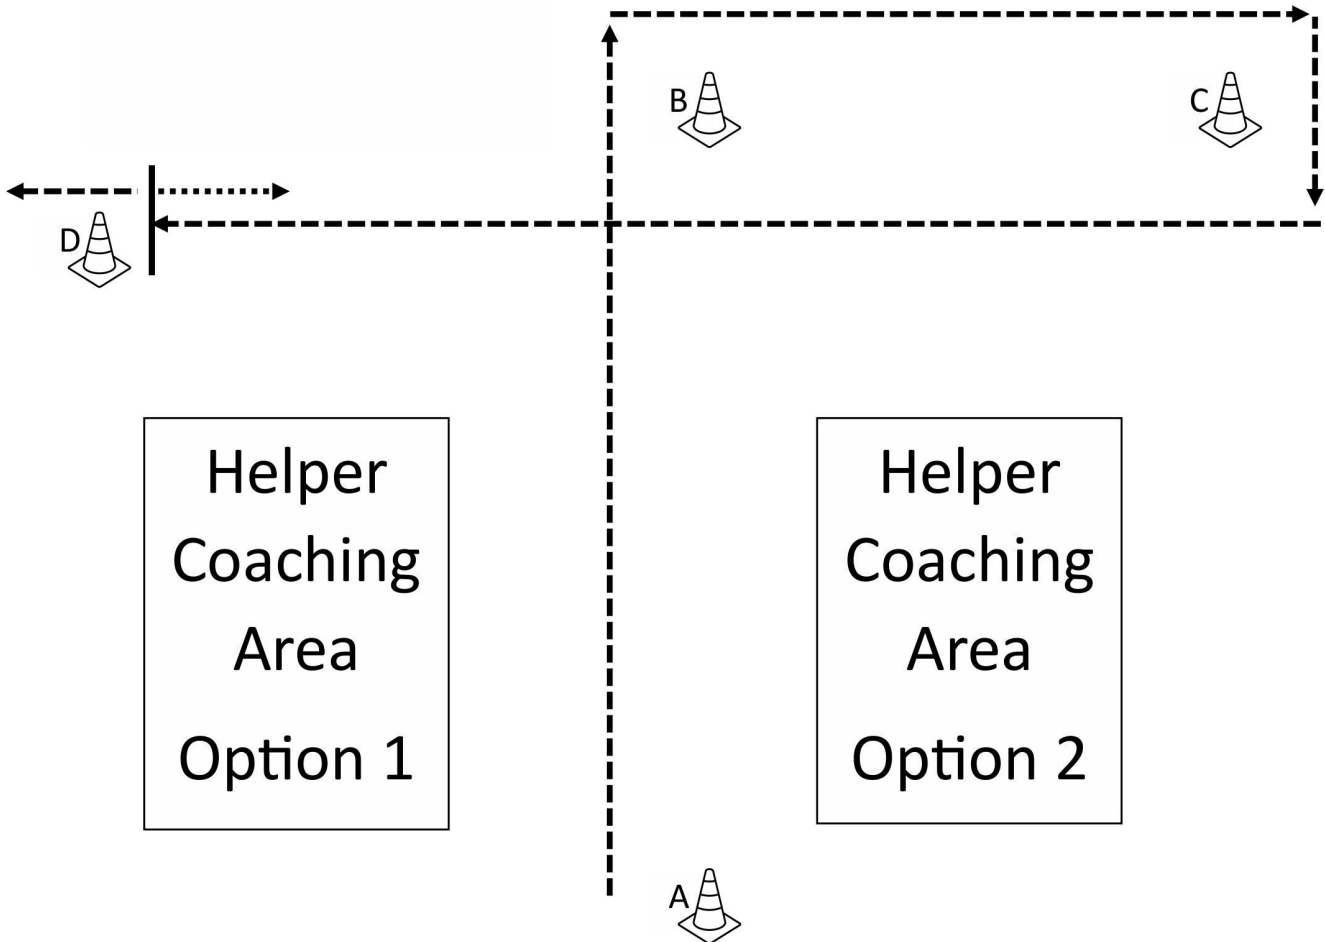 B
C
D
Helper
Coaching
Area
Option 1
Helper
Coaching
Area
Option 2
A